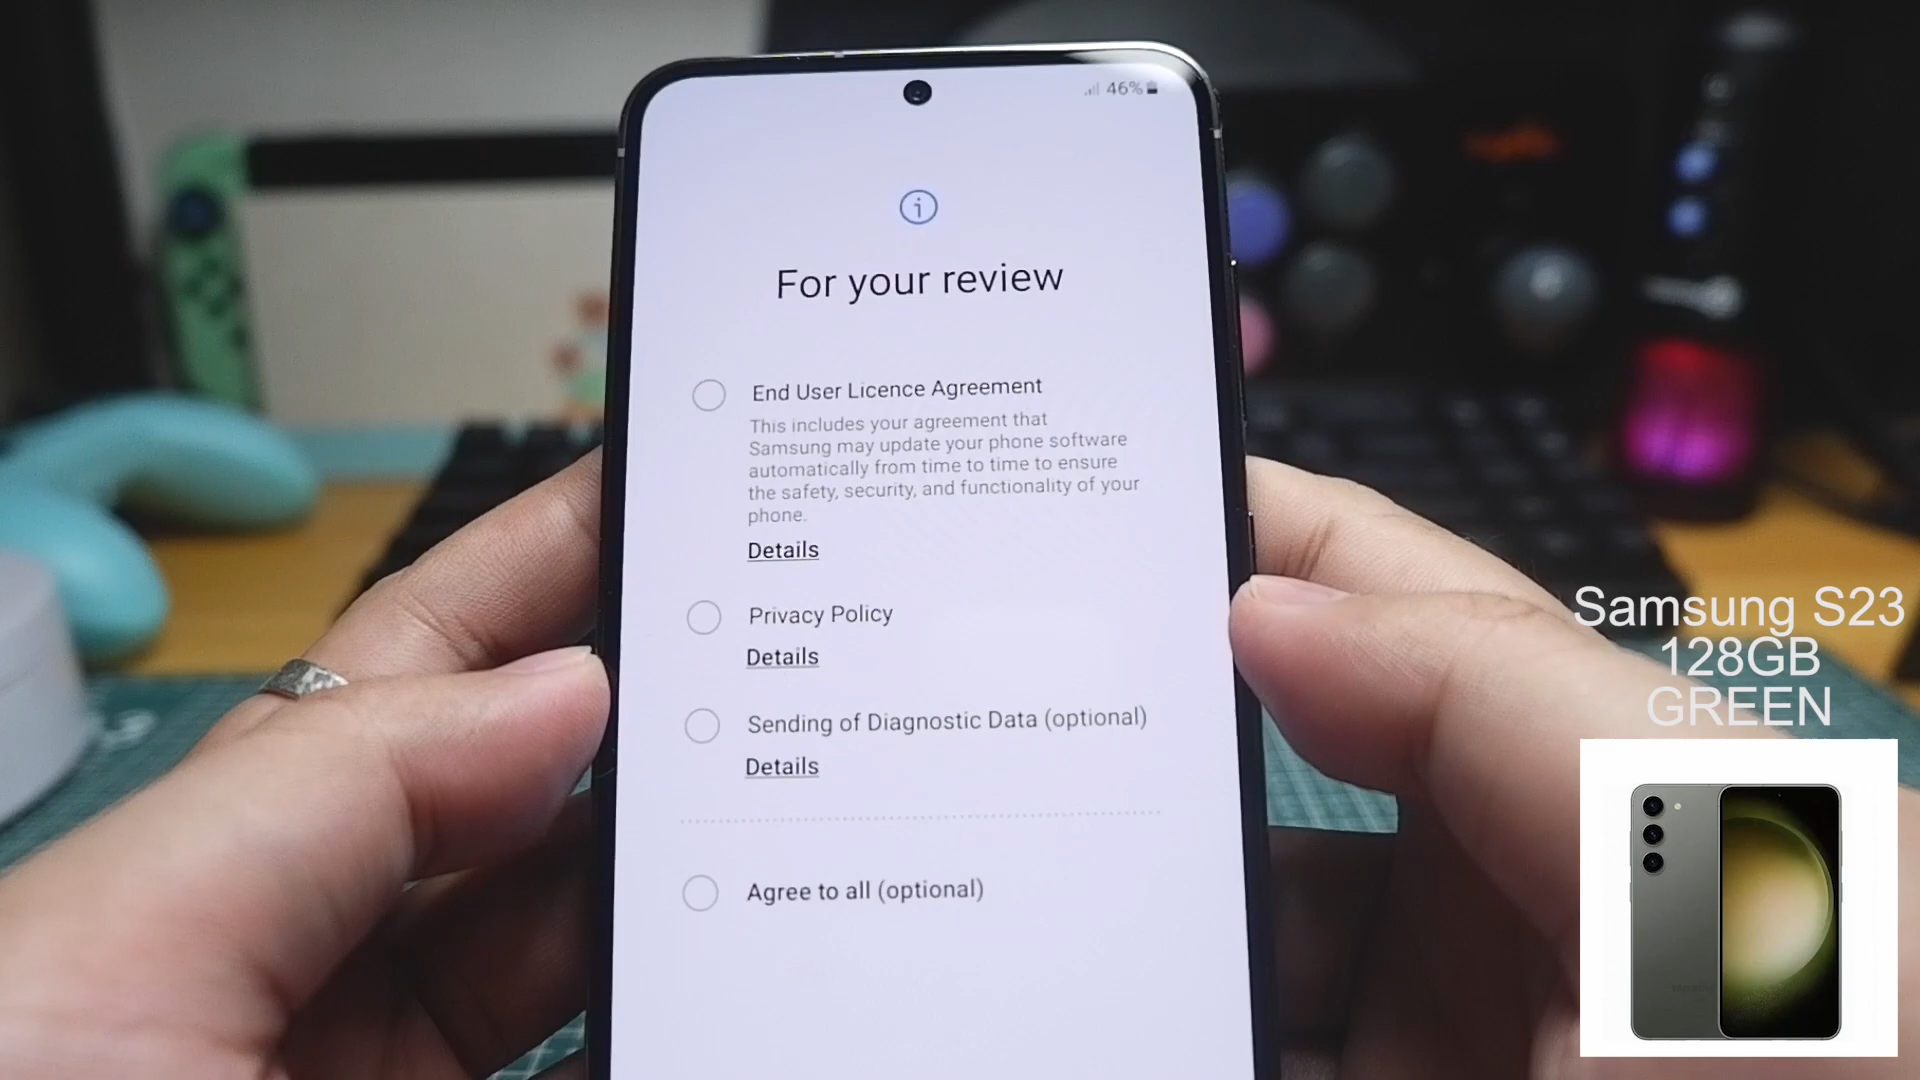 46%
For your review
End User Licence Agreement
This includes your agreement that
Samsung may update your phone software
automatically from time to time to ensure
the safety, security, and functionality of your
phone.
Details
Privacy Policy
Details
Sending of Diagnostic Data (optional)
Details
Agree to all (optional)
Samsung S23
128GB
GREEN
SAMSUNG